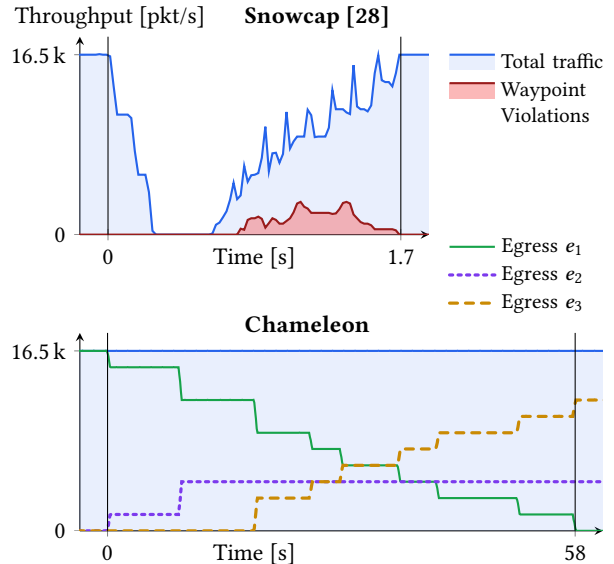 Throughput [pkt/s]
Snowcap [28]
16.5 k
0
0
Time [s]
1.7
Total traffic
Waypoint
Violations
Egress e1
Egress e2
Egress e3
Chameleon
16.5 k
0
0
Time [s]
58